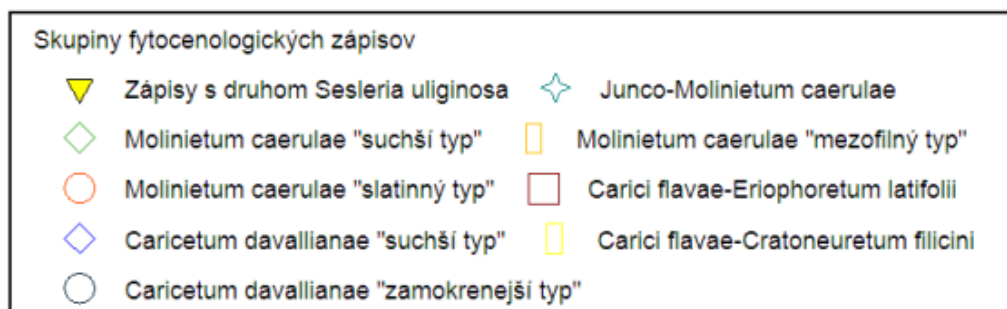 Skupiny fytocenologických zápisov
Zápisy s druhom Sesleria uliginosa Junco-Molinietum caerulae
Molinietum caerulae "suchší typ" Molinietum caerulae "mezofilný typ"
Molinietum caerulae "slatinný typ" Carici flavae-Eriophoretum latifolii
Caricetum davallianae "suchší typ" Carici flavae-Cratoneuretum filicini
Caricetum davallianae "zamokrenejší typ"